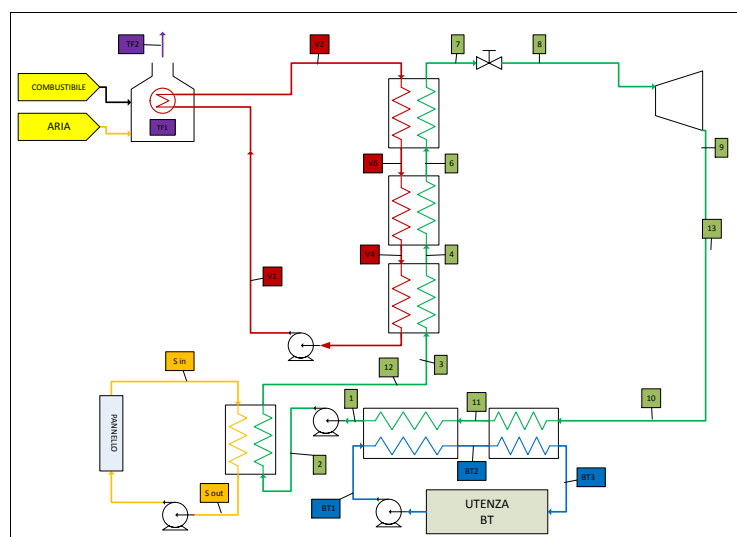 TF2
V2
7
8
COMBUSTIBILE
ARIA
TF1
9
V6
6
13
V4
4
V1
3
12
S in
1
11
10
PANNELLO
2
BT2
BT3
S out
BT1
UTENZA
BT